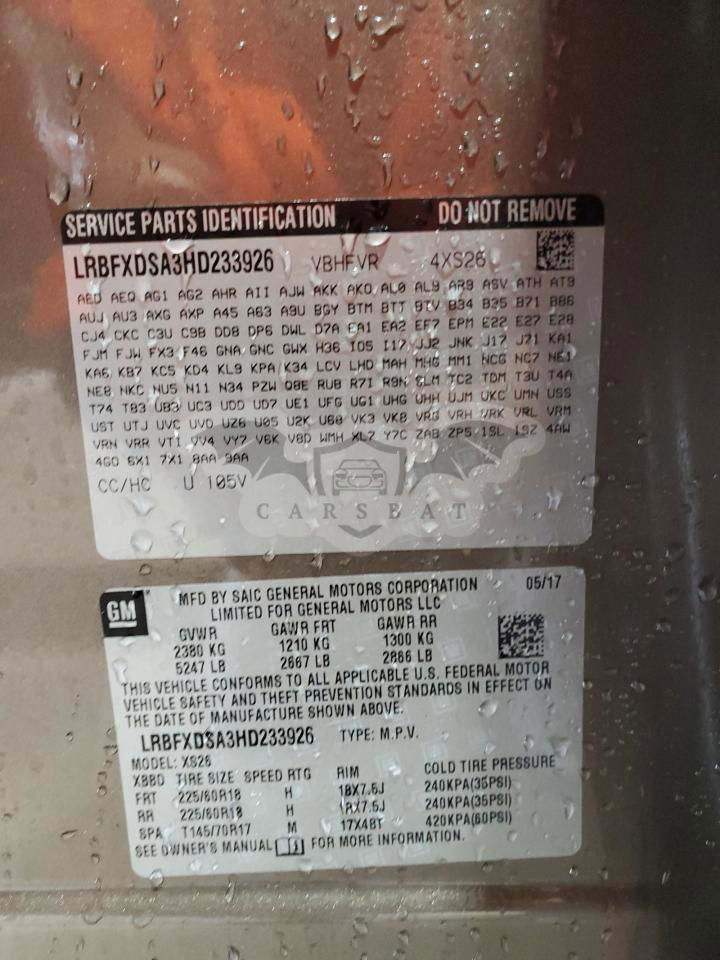 SERVICE PARTS IDENTIFICATION DO NOT REMOVE
LRBFXDSA3HD233926 VBHFVR 4XS26
AED AEQ AG1 AG2 AHR AII AJW AKK AKO AL0 AL9 AR9 ASV ATH AT9
AUJ AU3 AXG AXP A45 A63 A9U BGY BTM BTT BTV B34 B35 B71 B86
CJ4 CKC C3U C9B DD8 DP6 DWL D7A EA1 EA2 EF7 EPM E22 E27 E28
FJM FJW FX3 F46 GNA GNC GWX H36 IO5 I17 JJ2 JNK J17 J71 KA1
KA6 KB7 KC5 KD4 KL9 KPA K34 LCV LHD MAH MHG MM1 NCG NC7 NE1
NE8 NKC NU5 N11 N34 PZW Q8E RU8 R7I R9N SLM TC2 TDM T3U T4A
T74 T83 UB3 UC3 UDD UD7 UE1 UFG UG1 UHG UHH UJM UKC UMN USS
UST UTJ UVC UVD UZ6 U05 U2K U68 VK3 VK8 VRG VRH VRK VRL VRM
VRN VRR VT1 VV4 VY7 V6K V8D WMH XL7 Y7C ZAB ZP5 1SL 1SZ 4AW
4G0 6X1 7X1 8AA 9AA
CC/HC U 105V
CARSEAT
GM
MFD BY SAIC GENERAL MOTORS CORPORATION 05/17
LIMITED FOR GENERAL MOTORS LLC
GVWR GAWR FRT GAWR RR
2380 KG 1210 KG 1300 KG
5247 LB 2667 LB 2866 LB
THIS VEHICLE CONFORMS TO ALL APPLICABLE U.S. FEDERAL MOTOR
VEHICLE SAFETY AND THEFT PREVENTION STANDARDS IN EFFECT ON
THE DATE OF MANUFACTURE SHOWN ABOVE.
LRBFXDSA3HD233926 TYPE: M.P.V.
MODEL: XS26
XBBD TIRE SIZE SPEED RTG RIM COLD TIRE PRESSURE
FRT 225/60R18 H 18X7.5J 240KPA(35PSI)
RR 225/60R18 H 18X7.5J 240KPA(35PSI)
SPA T145/70R17 M 17X4BT 420KPA(60PSI)
SEE OWNER'S MANUAL FOR MORE INFORMATION.